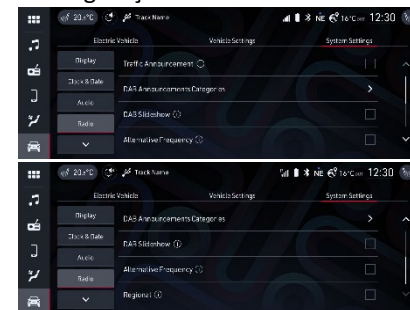 20.5°C Track Name NE 16°C 12:30
Electric Vehicle Vehicle Settings System Settings
Display
Clock & Date
Audio
Radio
Traffic Announcement
DAB Announcements Categories
DAB Slideshow
Alternative Frequency
Track Name NE 16°C 12:30
Electric Vehicle Vehicle Settings System Settings
Display
Clock & Date
Audio
Radio
DAB Announcements Categories
DAB Slideshow
Alternative Frequency
Regional